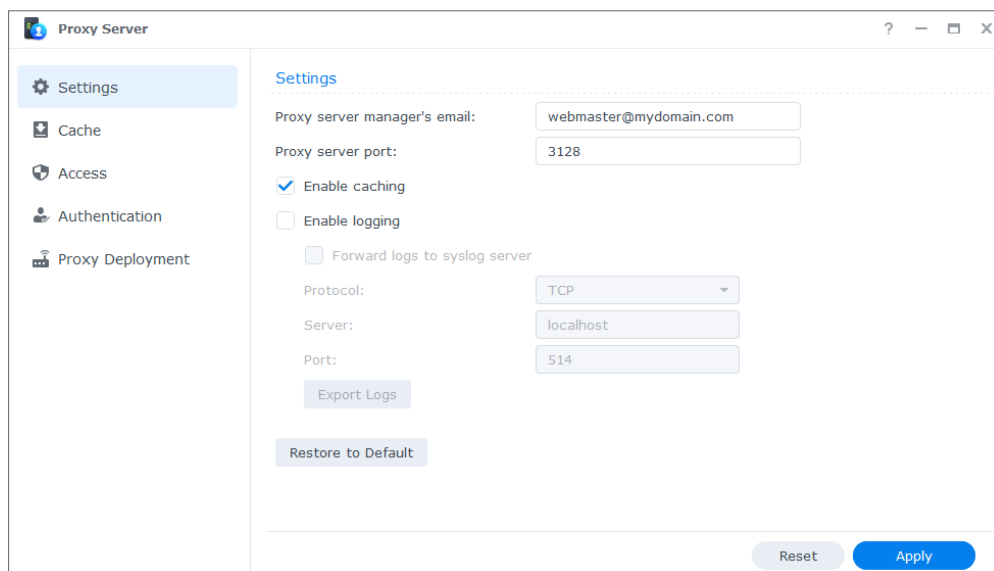 Proxy Server
?
Settings
Cache
Access
Authentication
Proxy Deployment
Settings
Proxy server manager's email: webmaster@mydomain.com
Proxy server port: 3128
Enable caching
Enable logging
Forward logs to syslog server
Protocol: TCP
Server: localhost
Port: 514
Export Logs
Restore to Default
Reset Apply